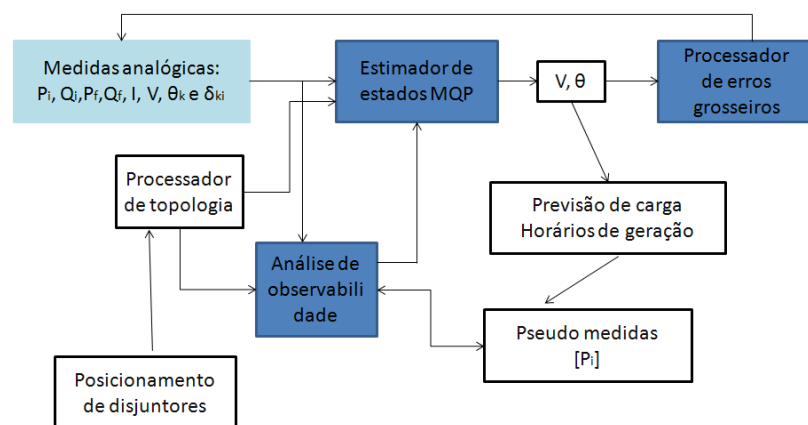 Medidas analógicas:
Pi, Qi,Pf,Qf, I, V, θk e δki
Estimador de
estados MQP
V, θ
Processador
de erros
grosseiros
Processador
de topologia
Previsão de carga
Horários de geração
Análise de
observabili
dade
Pseudo medidas
[Pi]
Posicionamento
de disjuntores